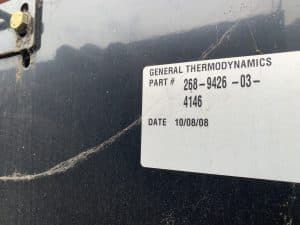 GENERAL THERMODYNAMICS
PART # 268-9426-03-
4146
DATE 10/08/08